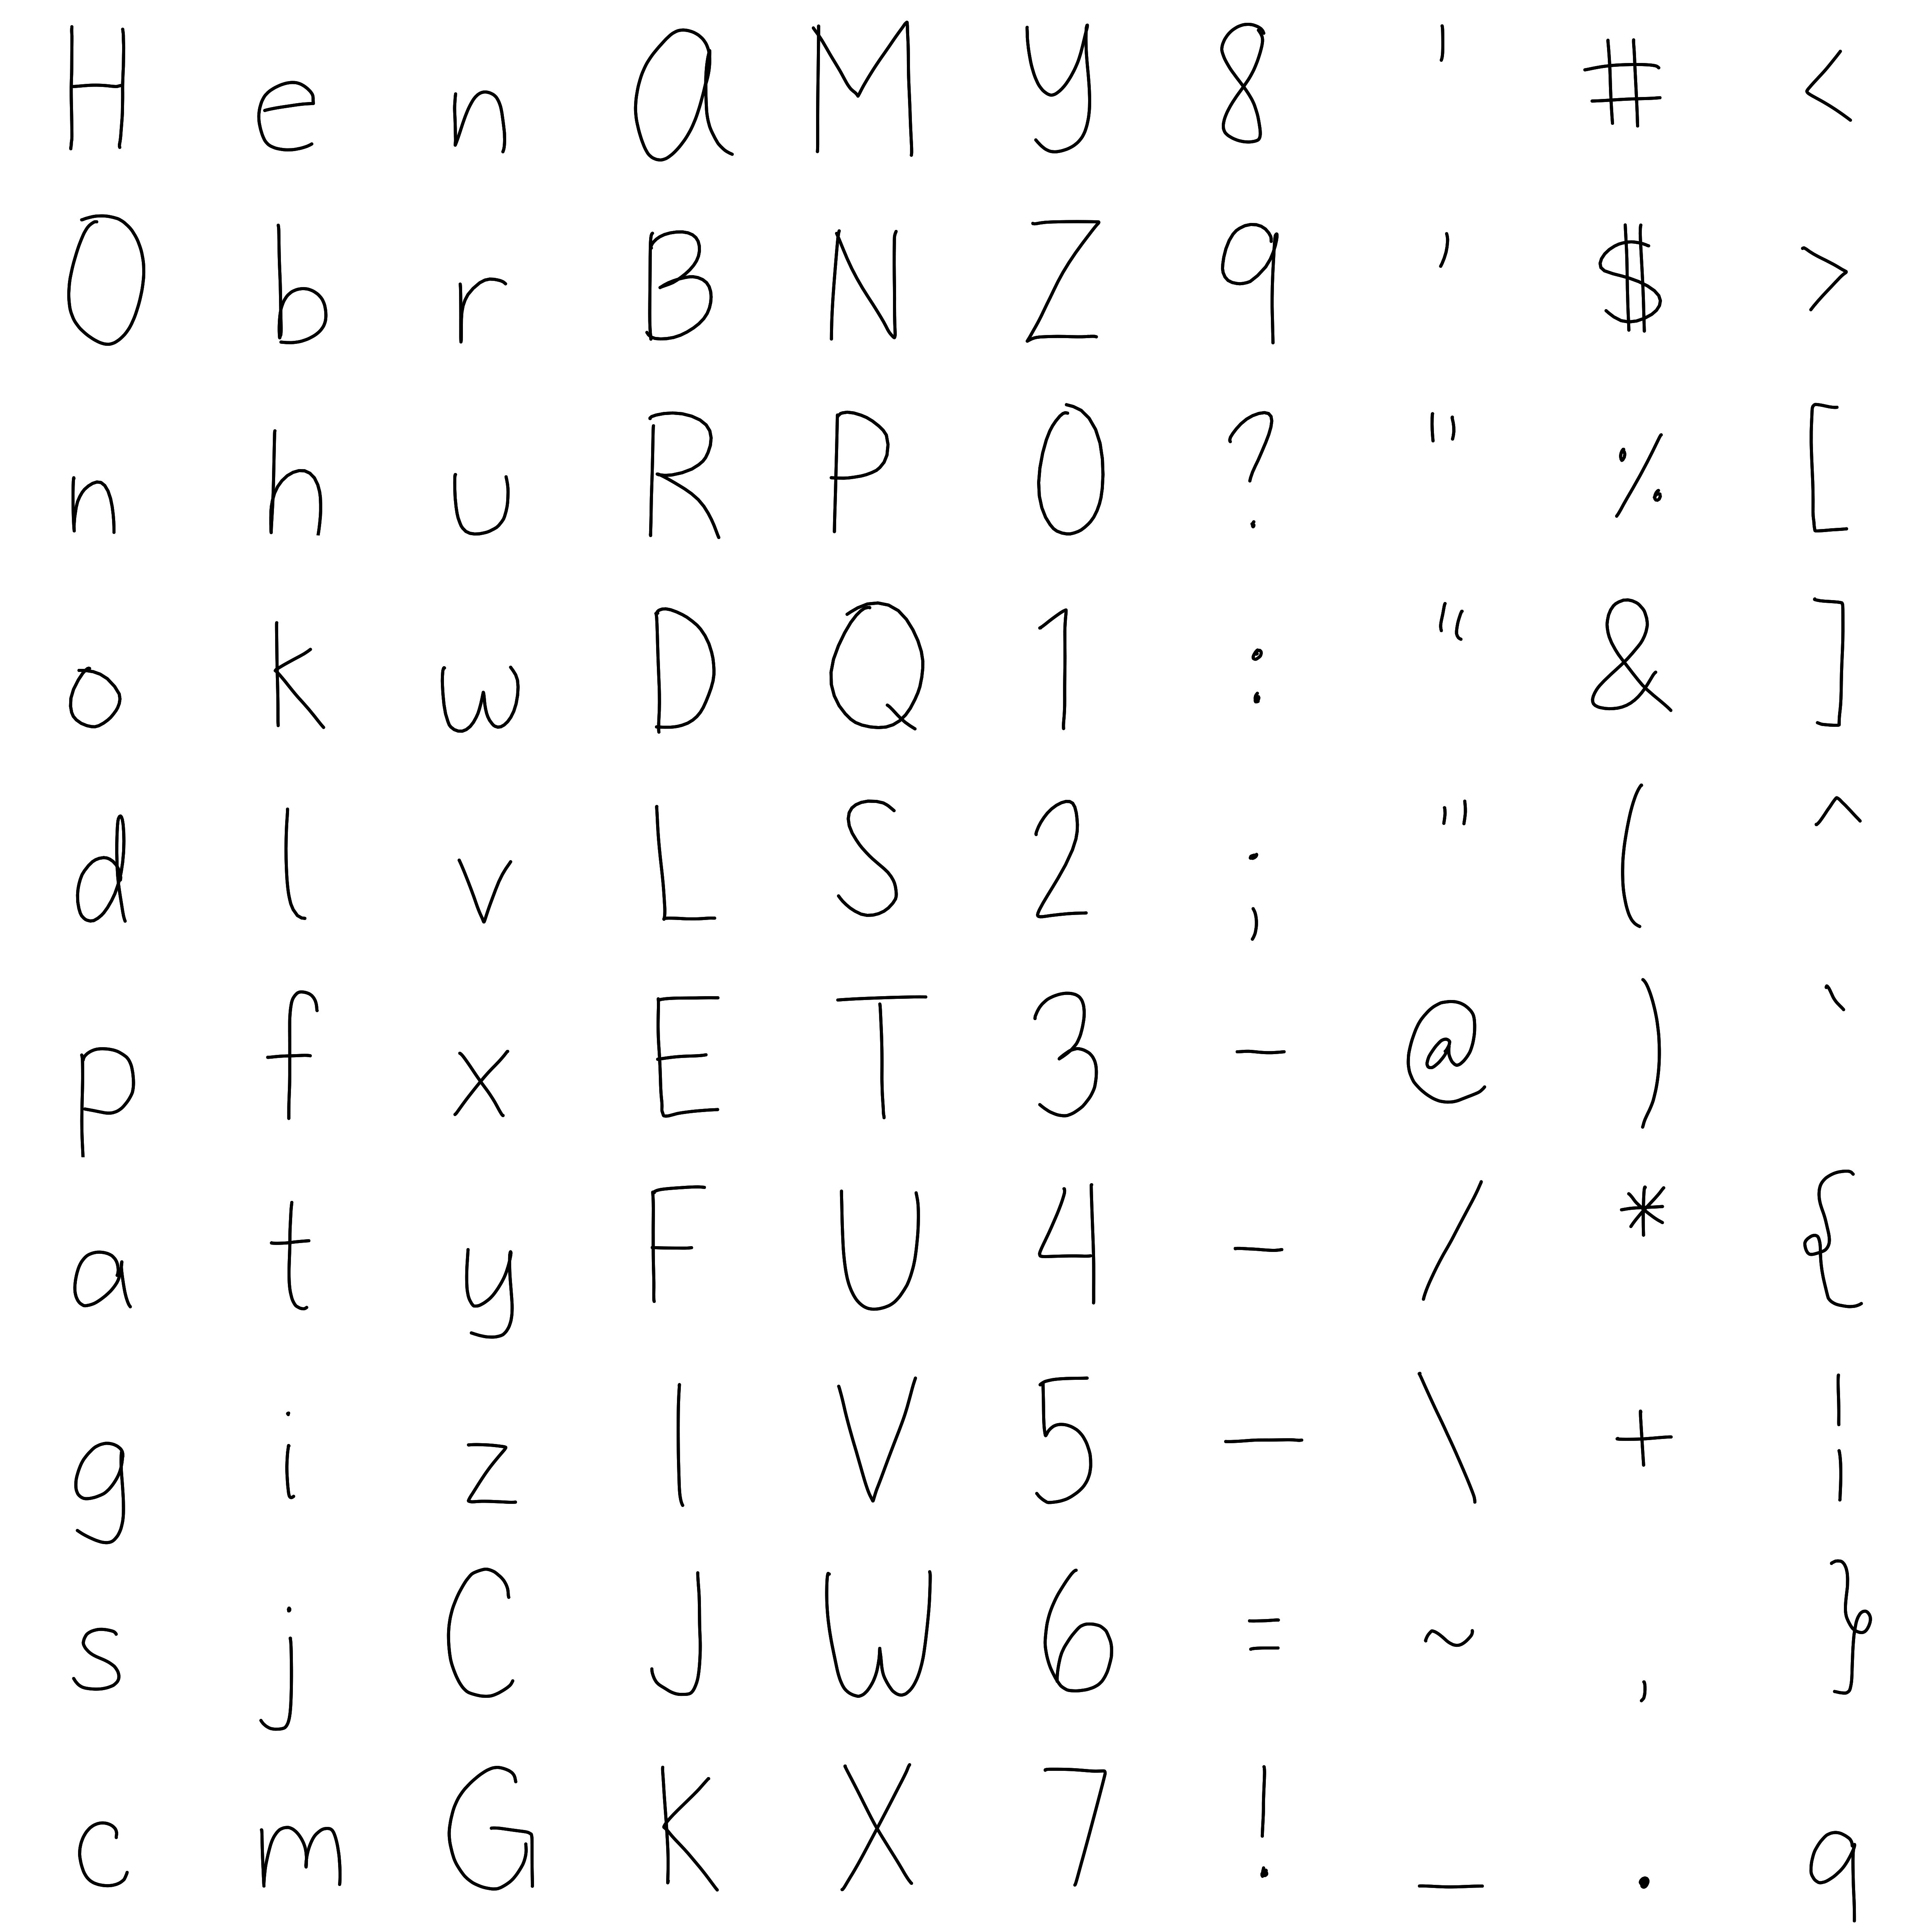 H e n a M y 8 ' # <
O b r B N Z 9 ’ $ >
n h u R P 0 ? " % [
o k w D Q 1 : “ & ]
d l v L S 2 ; " ( ^
p f x E T 3 - @ ) `
a t y F U 4 – / * {
g i z I V 5 — \ + ¦
s j C J W 6 = ~ , }
c m G K X 7 ! _ . q